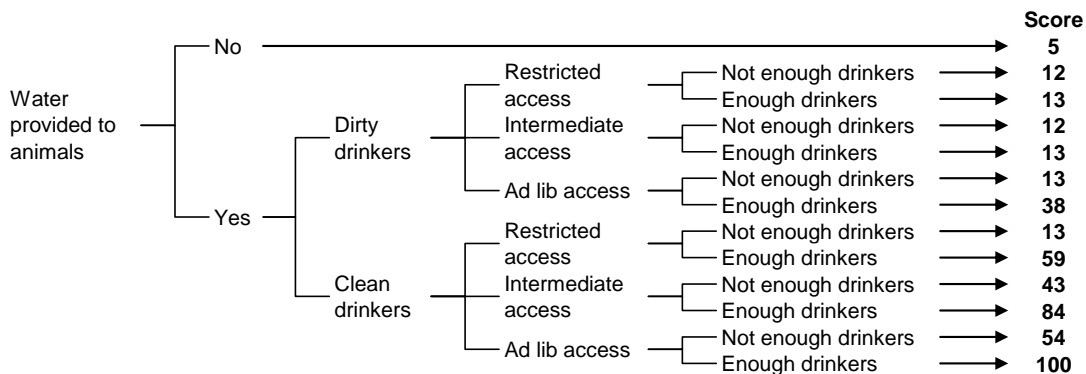 Score
No 5
Restricted Not enough drinkers 12
access Enough drinkers 13
Water
provided to
animals
Dirty
drinkers
Intermediate Not enough drinkers 12
access Enough drinkers 13
Ad lib access Not enough drinkers 13
Enough drinkers 38
Yes
Restricted Not enough drinkers 13
access Enough drinkers 59
Clean
drinkers
Intermediate Not enough drinkers 43
access Enough drinkers 84
Ad lib access Not enough drinkers 54
Enough drinkers 100